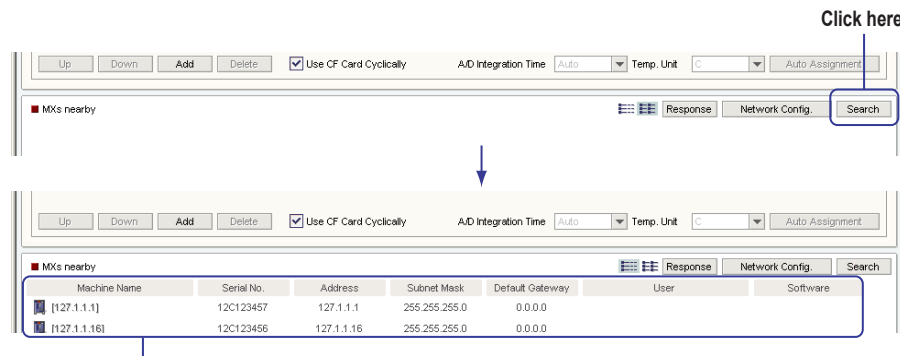 Click here
Up Down Add Delete Use CF Card Cyclically A/D Integration Time Auto Temp. Unit C Auto Assignment
MXs nearby Response Network Config. Search
Up Down Add Delete Use CF Card Cyclically A/D Integration Time Auto Temp. Unit C Auto Assignment
MXs nearby Response Network Config. Search
Machine Name Serial No. Address Subnet Mask Default Gateway User Software
[127.1.1.1] 12C123457 127.1.1.1 255.255.255.0 0.0.0.0
[127.1.1.16] 12C123456 127.1.1.16 255.255.255.0 0.0.0.0